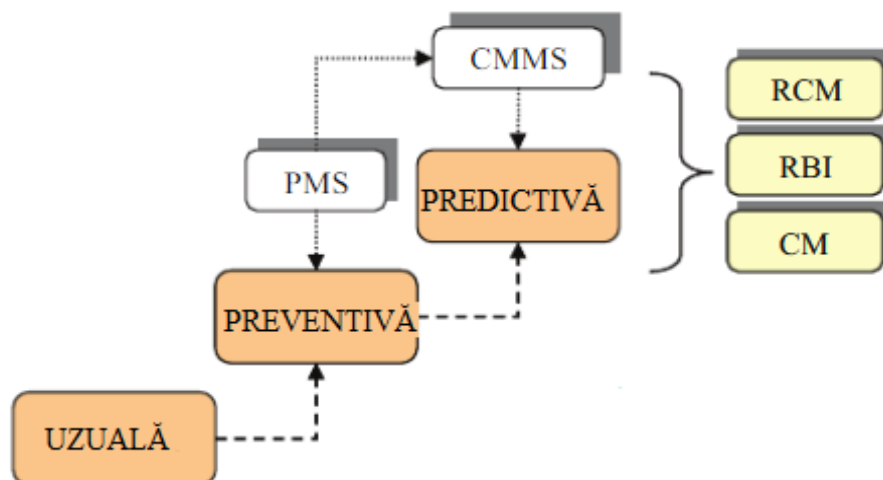 CMMS
RCM
PMS
RBI
PREDICTIVĂ
CM
PREVENTIVĂ
UZUALĂ